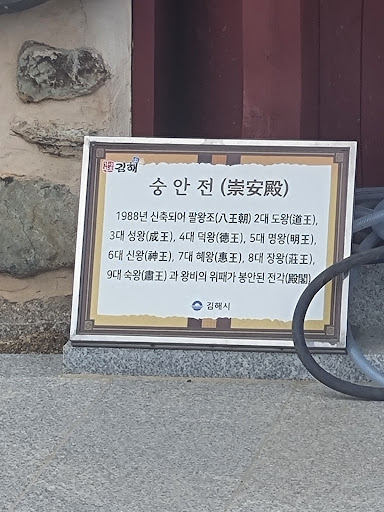 김해
숭안전(崇安殿)
1988년 신축되어 팔왕조(八王朝) 2대 도왕(道王),
3대 성왕(成王), 4대 덕왕(德王), 5대 명왕(明王),
6대 신왕(神王), 7대 혜왕(惠王), 8대 장왕(莊王),
9대 숙왕(肅王) 과 왕비의 위패가 봉안된 전각(殿閣)
김해시